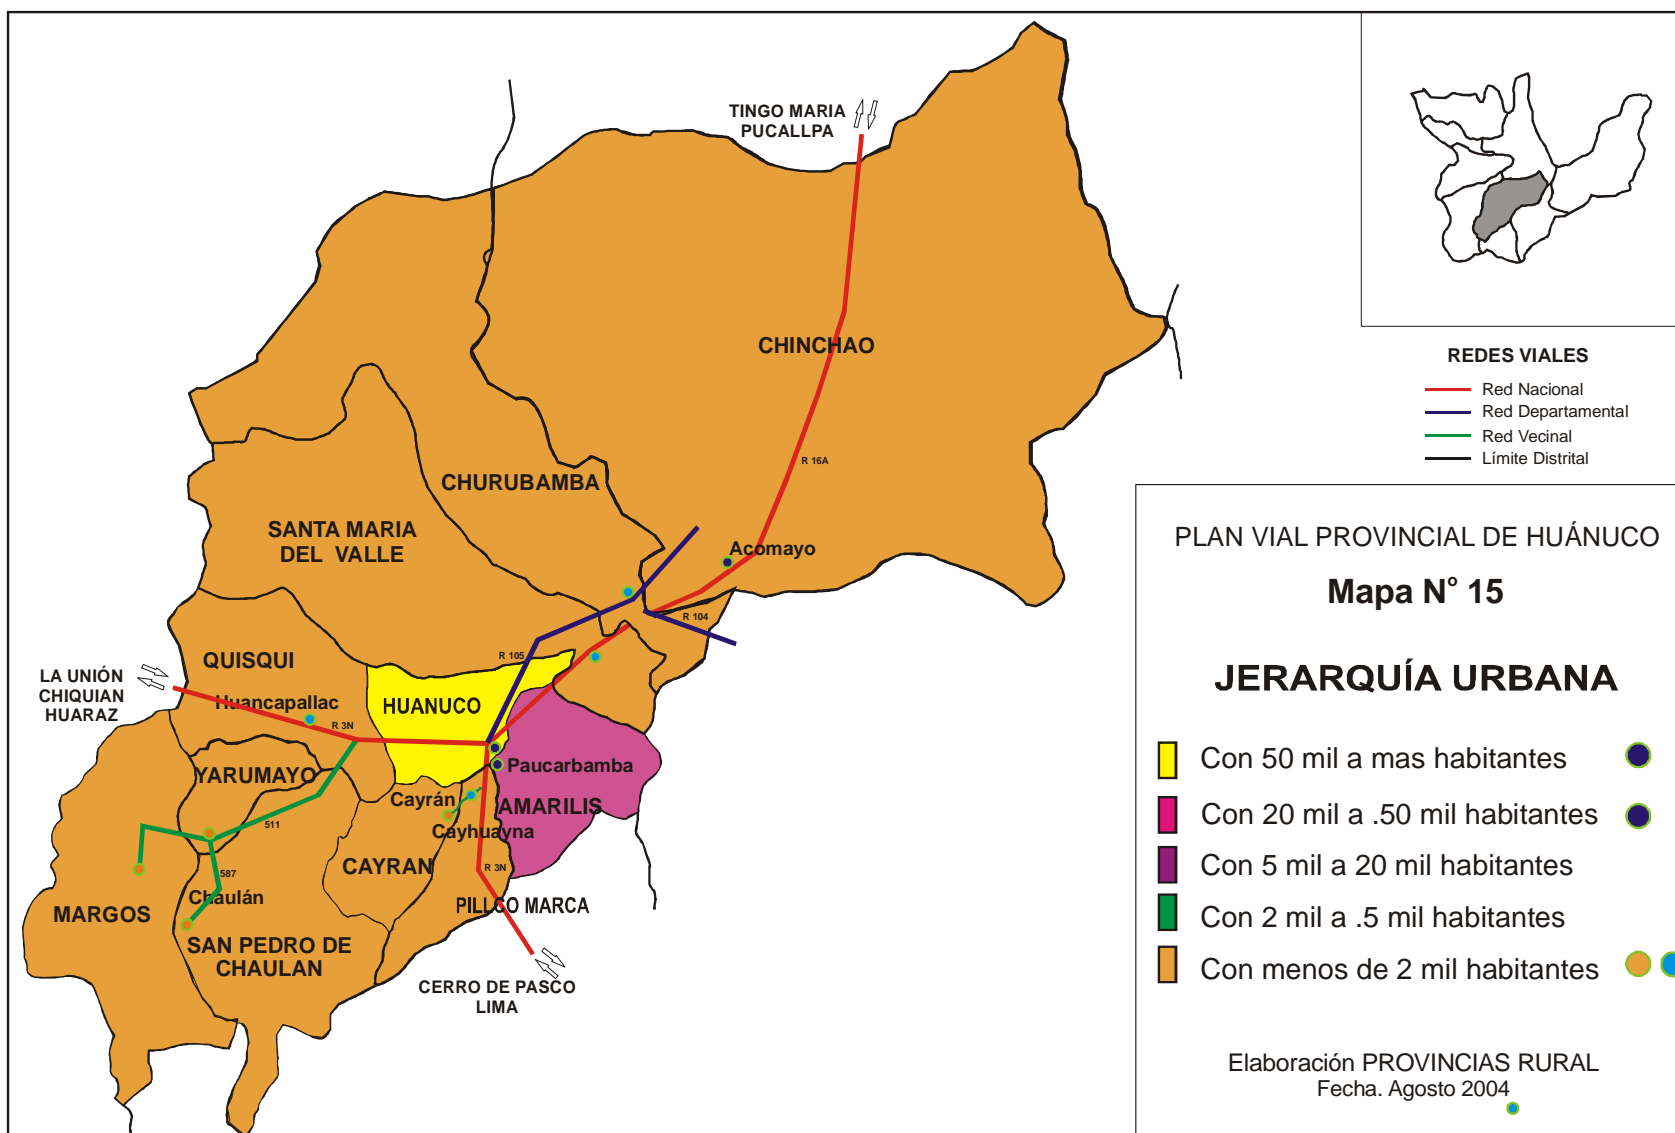 TINGO MARIA
PUCALLPA
CHINCHAO
R 16A
CHURUBAMBA
SANTA MARIA
DEL VALLE
Acomayo
R 104
R 105
QUISQUI
LA UNIÓN
CHIQUIAN
HUARAZ
Huancapallac
R 3N
HUANUCO
Paucarbamba
YARUMAYO
Cayrán
AMARILIS
511
Cayhuayna
CAYRAN
R 3N
587
Chaulán
MARGOS
PILLCO MARCA
SAN PEDRO DE
CHAULAN
CERRO DE PASCO
LIMA
REDES VIALES
Red Nacional
Red Departamental
Red Vecinal
Límite Distrital
PLAN VIAL PROVINCIAL DE HUÁNUCO
Mapa N° 15
JERARQUÍA URBANA
Con 50 mil a mas habitantes
Con 20 mil a .50 mil habitantes
Con 5 mil a 20 mil habitantes
Con 2 mil a .5 mil habitantes
Con menos de 2 mil habitantes
Elaboración PROVINCIAS RURAL
Fecha. Agosto 2004